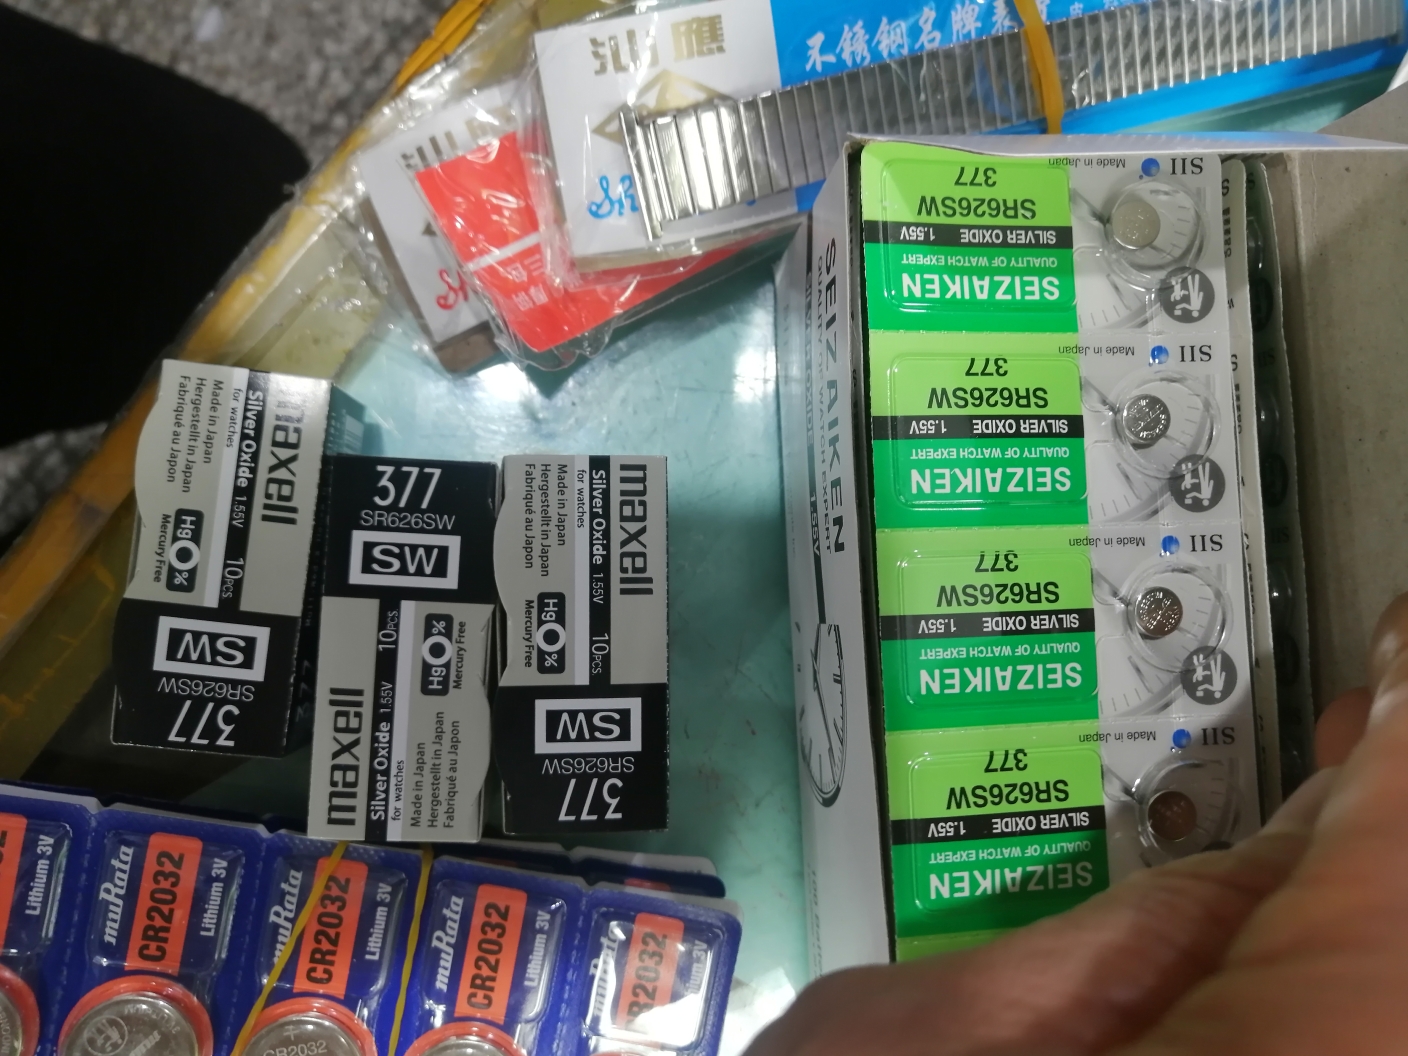 汕鹰
不锈钢名牌表
SII
Made in Japan
377
SR626SW
SILVER OXIDE 1.55V
QUALITY OF WATCH EXPERT
SEIZAIKEN
SII
Made in Japan
377
SR626SW
SILVER OXIDE 1.55V
QUALITY OF WATCH EXPERT
SEIZAIKEN
SII
Made in Japan
377
SR626SW
SILVER OXIDE 1.55V
QUALITY OF WATCH EXPERT
SEIZAIKEN
SII
Made in Japan
377
SR626SW
SILVER OXIDE 1.55V
QUALITY OF WATCH EXPERT
SEIZAIKEN
SEIZAIKEN
QUALITY OF WATCH EXPERT
1.55V
maxell
Silver Oxide 1.55V 10PCS
for watches
Made in Japan
Hergestellt in Japan
Fabriqué au Japon
Hg 0%
Mercury Free
SW
SR626SW
377
377
SR626SW
SW
maxell
Silver Oxide 1.55V 10PCS
for watches
Made in Japan
Hergestellt in Japan
Fabriqué au Japon
Hg 0%
Mercury Free
maxell
Silver Oxide 1.55V 10PCS
for watches
Made in Japan
Hergestellt in Japan
Fabriqué au Japon
Hg 0%
Mercury Free
SW
SR626SW
377
Lithium 3V
muRata
CR2032
Lithium 3V
muRata
CR2032
Lithium 3V
CR2032
muRata
CR2032
Lithium 3V
muRata